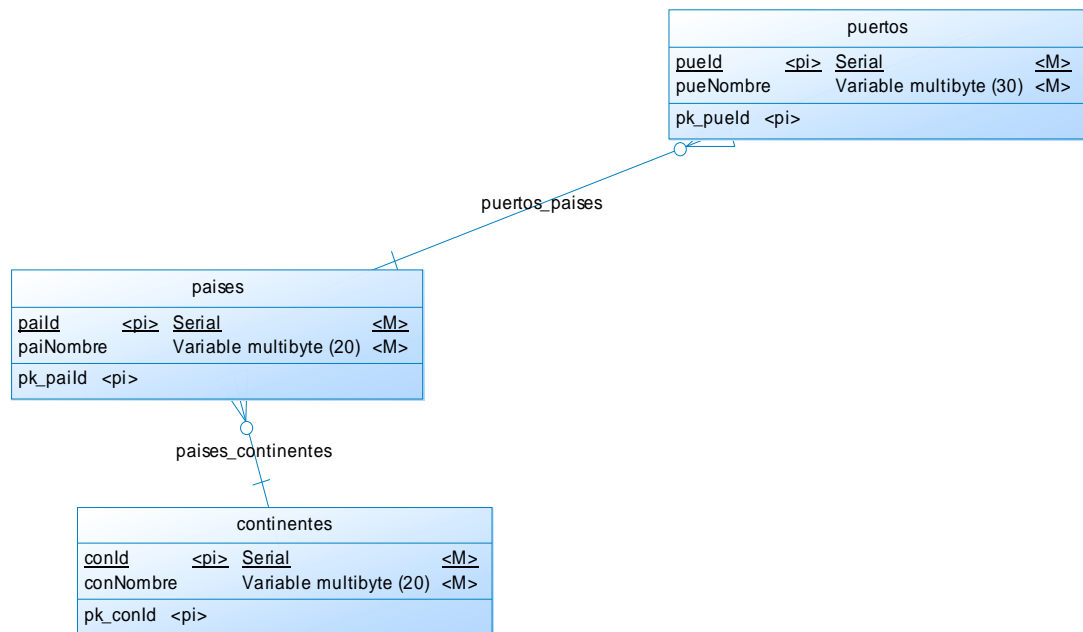 puertos
pueId <pi> Serial <M>
pueNombre Variable multibyte (30) <M>
pk_pueId <pi>
puertos_paises
paises
paiId <pi> Serial <M>
paiNombre Variable multibyte (20) <M>
pk_paiId <pi>
paises_continentes
continentes
conId <pi> Serial <M>
conNombre Variable multibyte (20) <M>
pk_conId <pi>